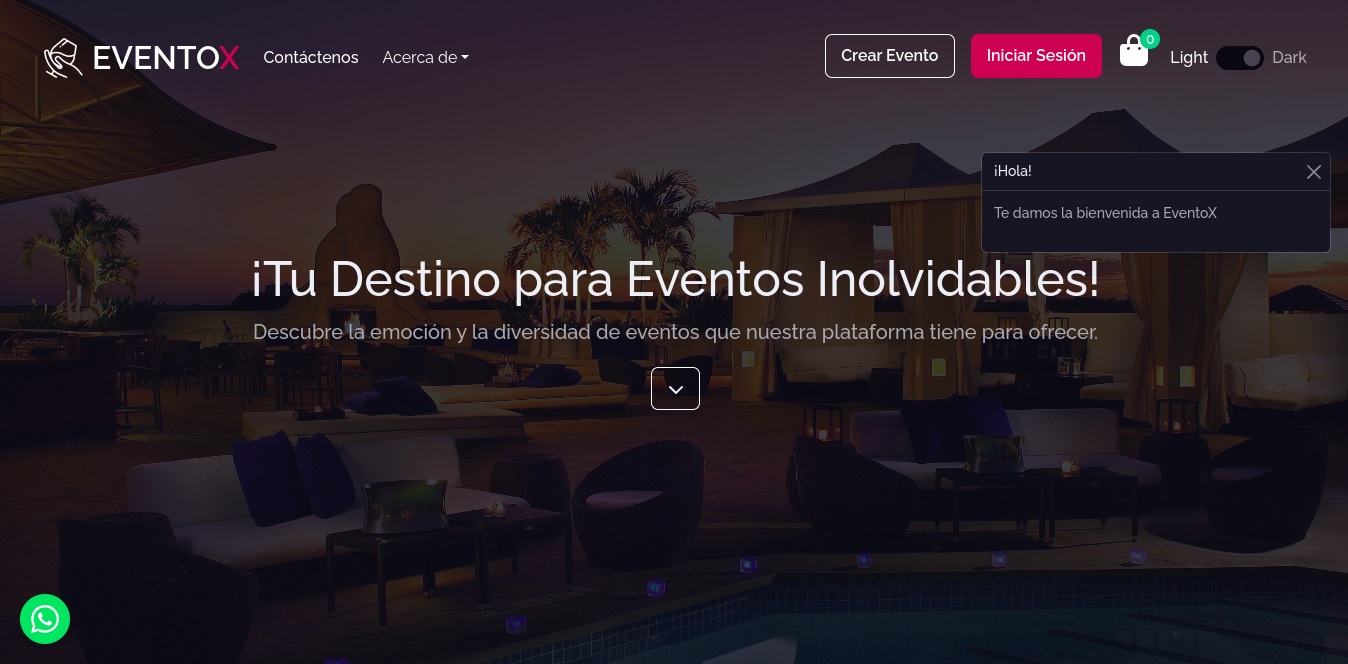 EVENTOX
Contáctenos
Acerca de
Crear Evento
Iniciar Sesión
0
Light
Dark
¡Hola!
Te damos la bienvenida a EventoX
¡Tu Destino para Eventos Inolvidables!
Descubre la emoción y la diversidad de eventos que nuestra plataforma tiene para ofrecer.